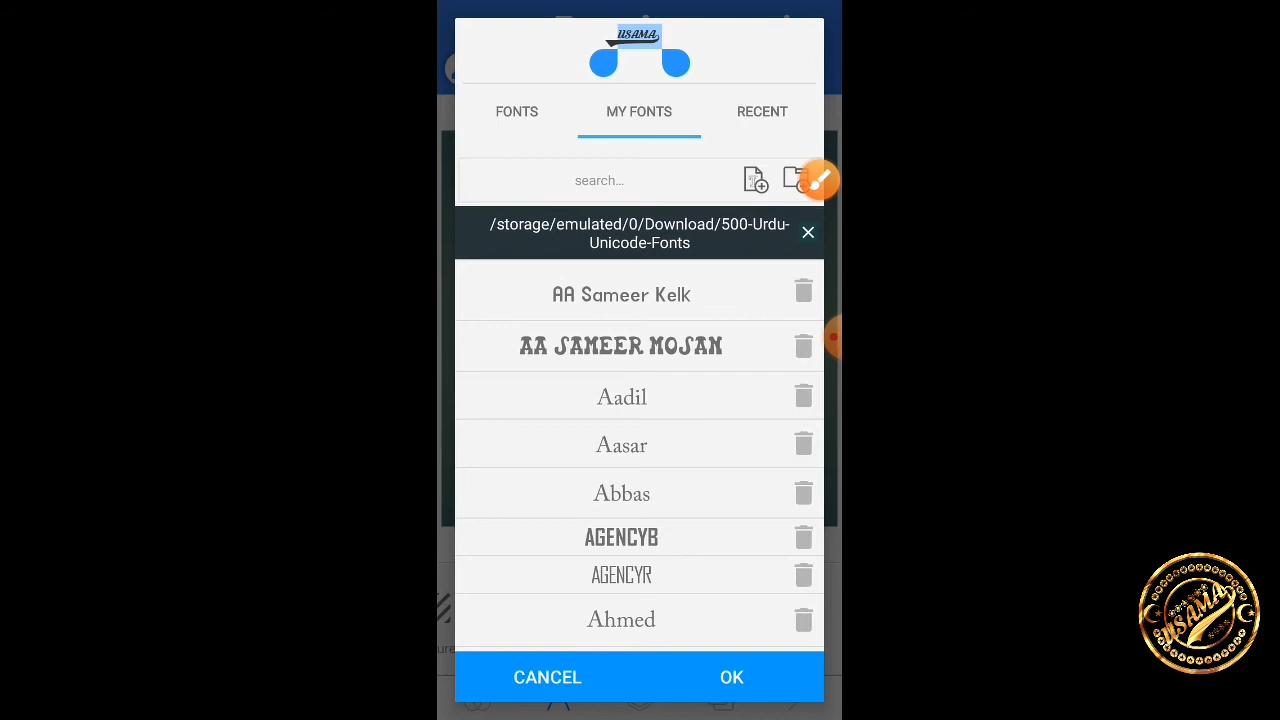 USAMA
FONTS
MY FONTS
RECENT
search...
/storage/emulated/0/Download/500-Urdu-
Unicode-Fonts
AA Sameer Kelk
AA SAMEER MOSAN
Aadil
Aasar
Abbas
AGENCYB
AGENCYR
Ahmed
CANCEL
OK
USAMA